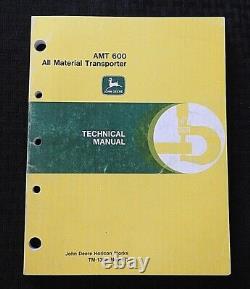 AMT 600
All Material Transporter
JOHN DEERE
TECHNICAL
MANUAL
John Deere Horicon Works